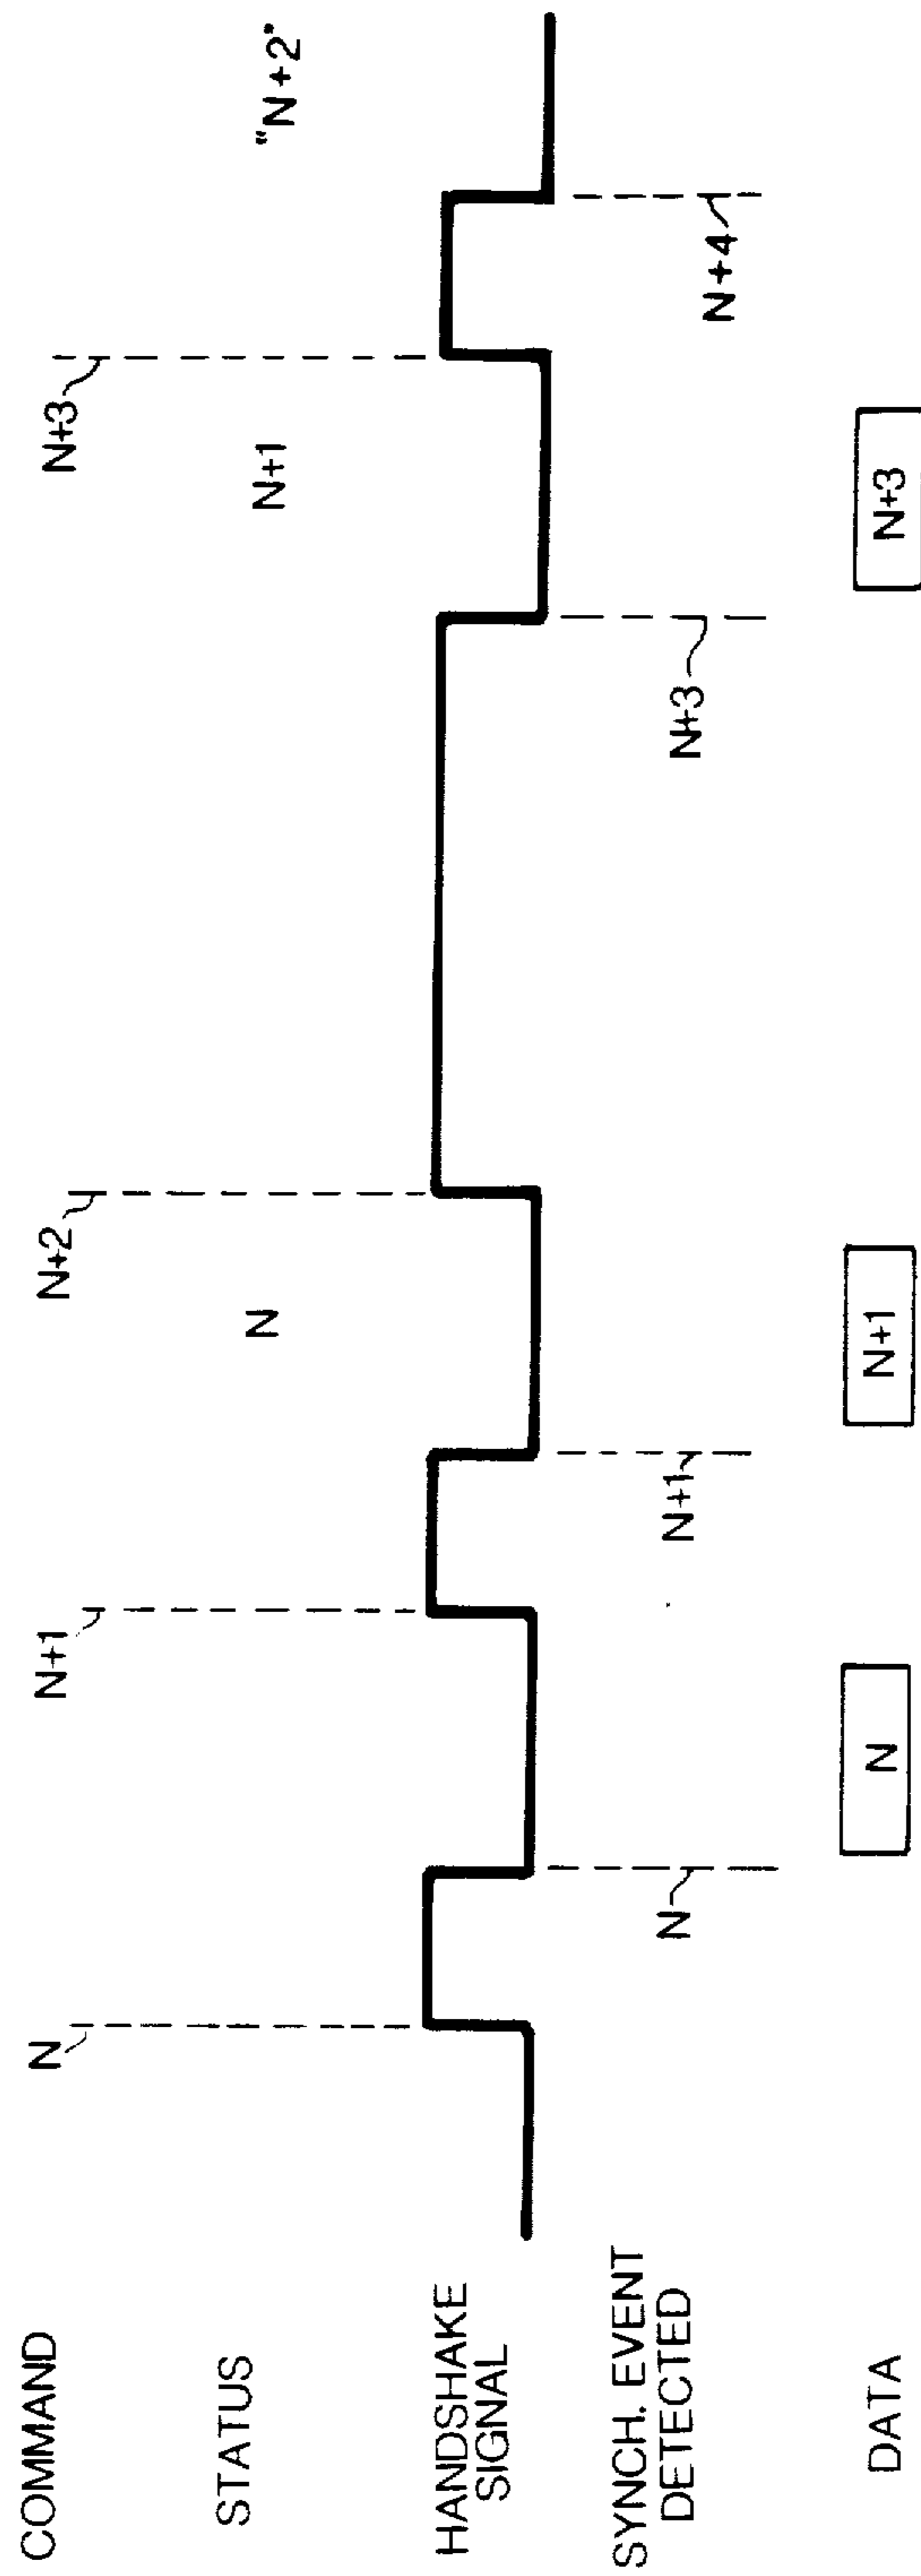 COMMAND
N
N+1
N+2
N+3
STATUS
N
N+1
"N+2"
HANDSHAKE
SIGNAL
SYNCH. EVENT
DETECTED
N
N+1
N+3
N+4
DATA
N
N+1
N+3